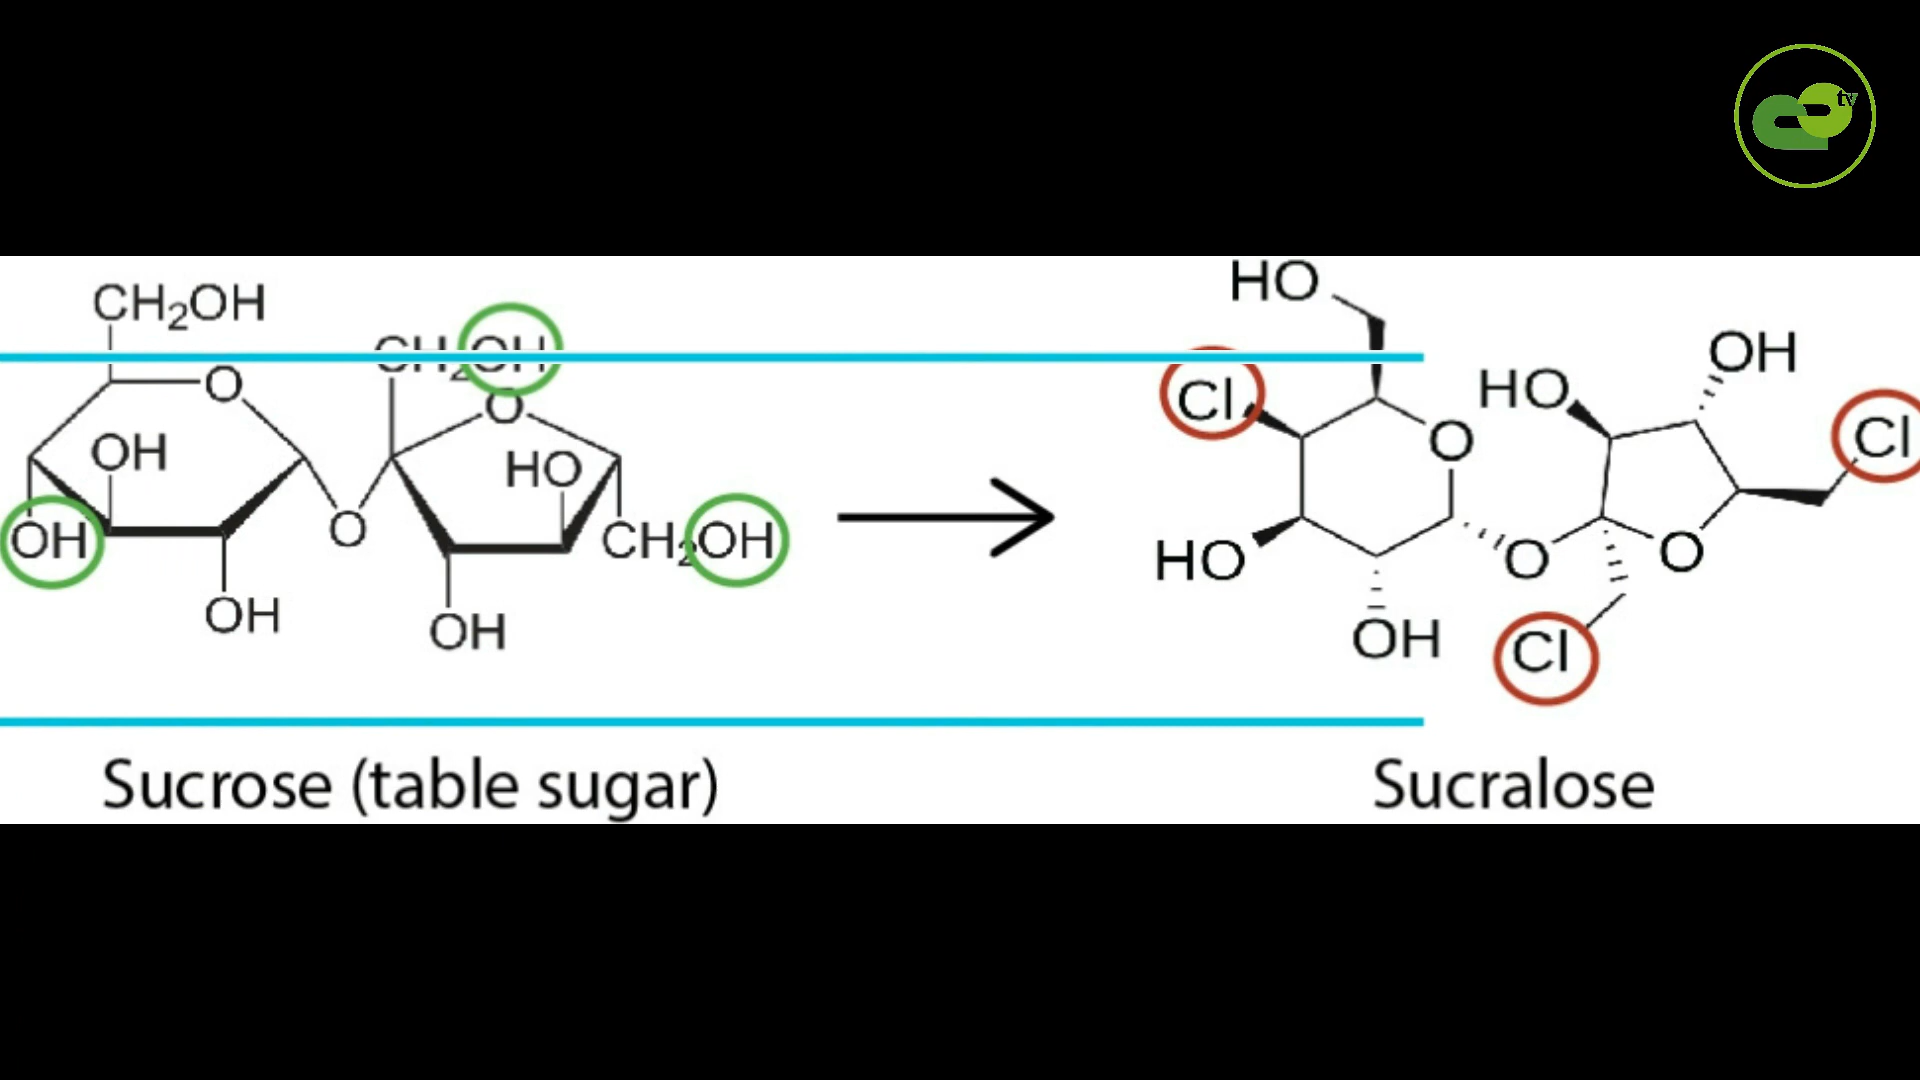 tv
CH₂OH
CH₂OH
O
O
OH
HO
OH
O
CH₂OH
OH
OH
HO
Cl
O
HO
OH
Cl
HO
O
O
OH
Cl
Sucrose (table sugar)
Sucralose